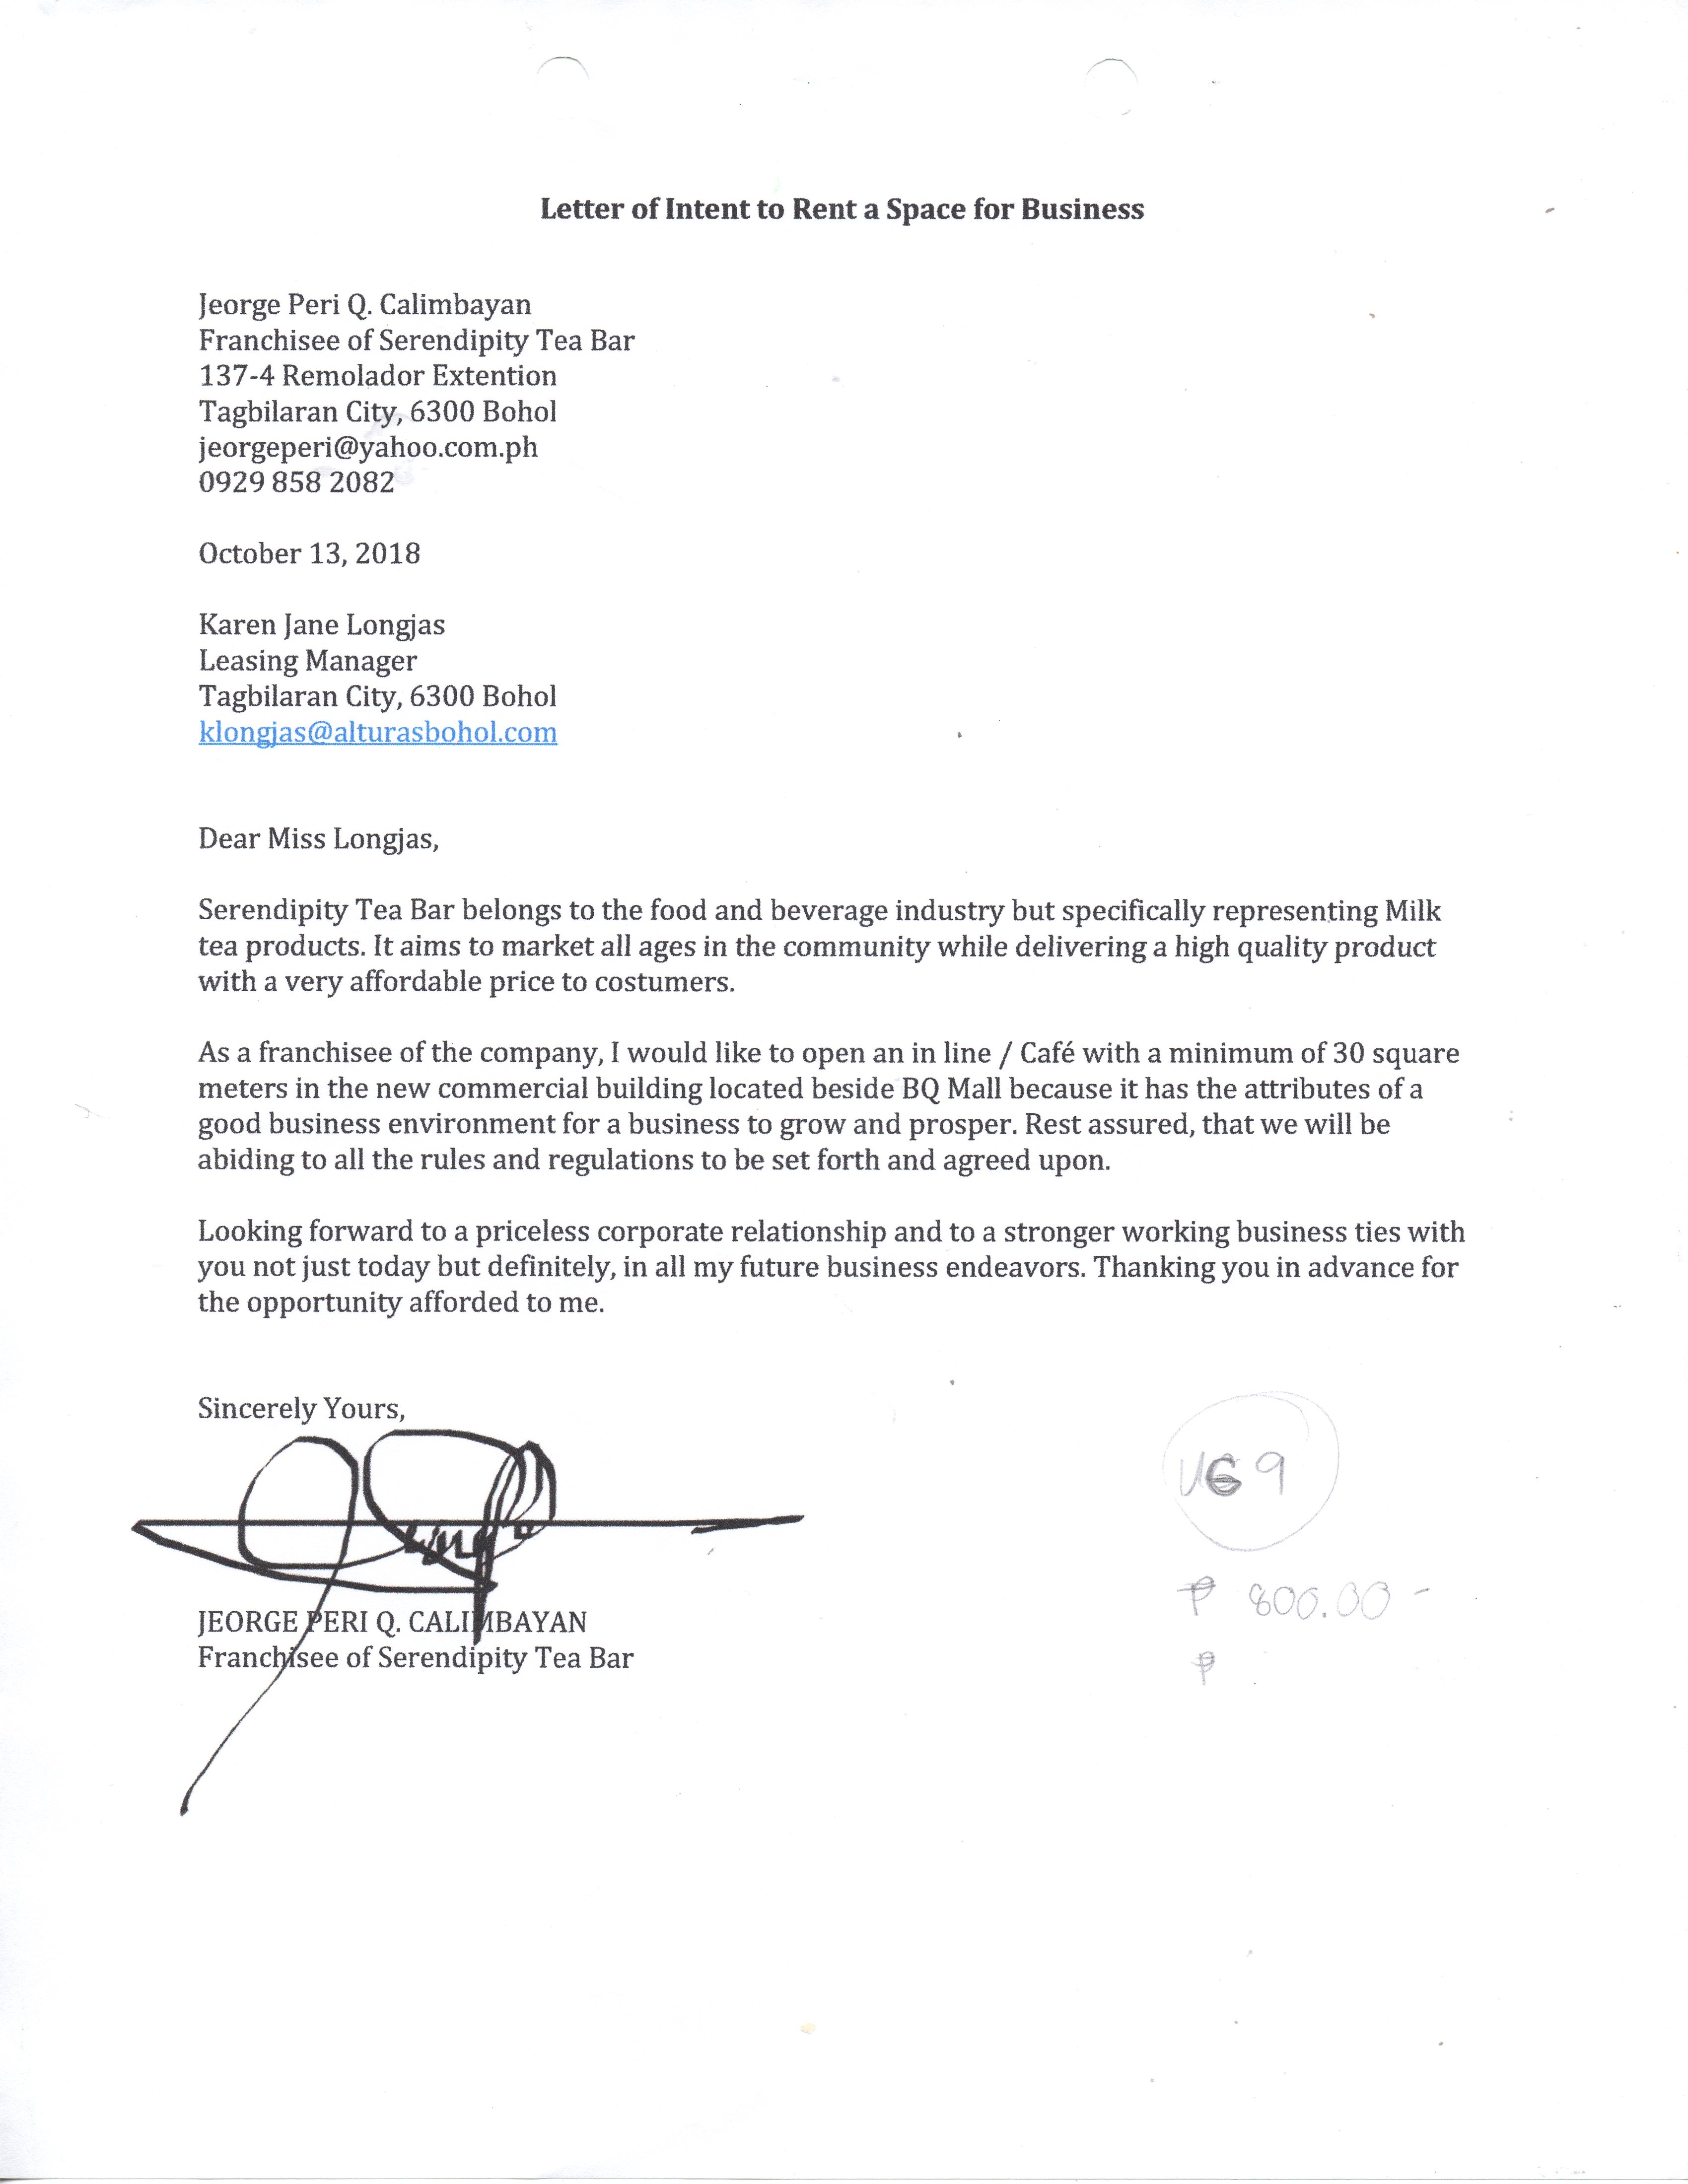 Letter of Intent to Rent a Space for Business
Jeorge Peri Q. Calimbayan
Franchisee of Serendipity Tea Bar
137-4 Remolador Extention
Tagbilaran City, 6300 Bohol
jeorgeperi@yahoo.com.ph
0929 858 2082
October 13, 2018
Karen Jane Longjas
Leasing Manager
Tagbilaran City, 6300 Bohol
klongjas@alturasbohol.com
Dear Miss Longjas,
Serendipity Tea Bar belongs to the food and beverage industry but specifically representing Milk
tea products. It aims to market all ages in the community while delivering a high quality product
with a very affordable price to costumers.
As a franchisee of the company, I would like to open an in line / Café with a minimum of 30 square
meters in the new commercial building located beside BQ Mall because it has the attributes of a
good business environment for a business to grow and prosper. Rest assured, that we will be
abiding to all the rules and regulations to be set forth and agreed upon.
Looking forward to a priceless corporate relationship and to a stronger working business ties with
you not just today but definitely, in all my future business endeavors. Thanking you in advance for
the opportunity afforded to me.
Sincerely Yours,
UG 9
₱ 800.00 -
₱
JEORGE PERI Q. CALIMBAYAN
Franchisee of Serendipity Tea Bar